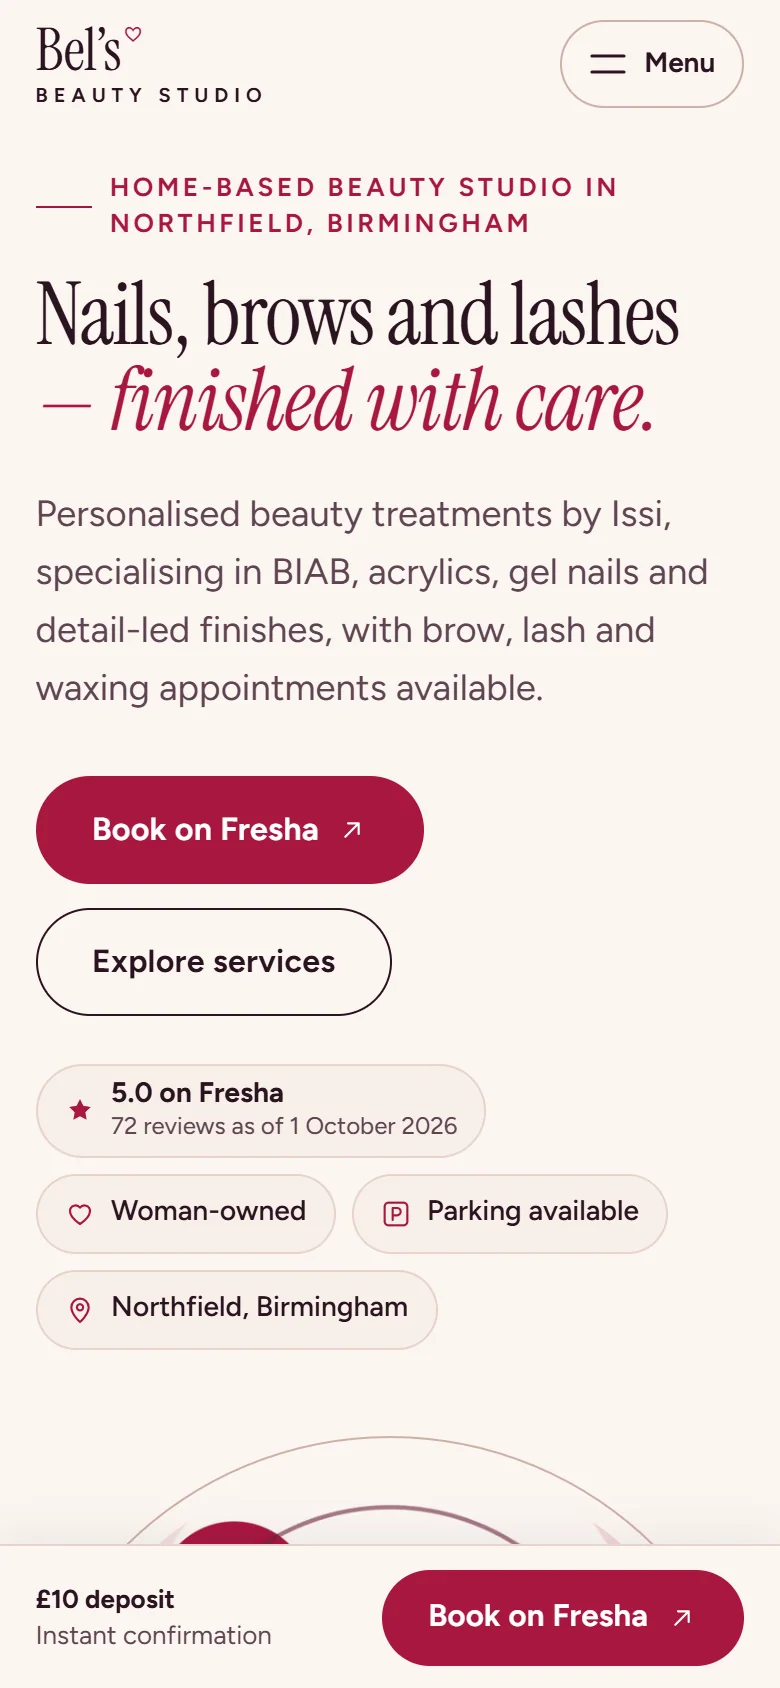 Bel’s
BEAUTY STUDIO
Menu
HOME-BASED BEAUTY STUDIO IN
NORTHFIELD, BIRMINGHAM
Nails, brows and lashes
— finished with care.
Personalised beauty treatments by Issi,
specialising in BIAB, acrylics, gel nails and
detail-led finishes, with brow, lash and
waxing appointments available.
Book on Fresha
Explore services
5.0 on Fresha
72 reviews as of 1 October 2026
Woman-owned
P Parking available
Northfield, Birmingham
£10 deposit
Instant confirmation
Book on Fresha